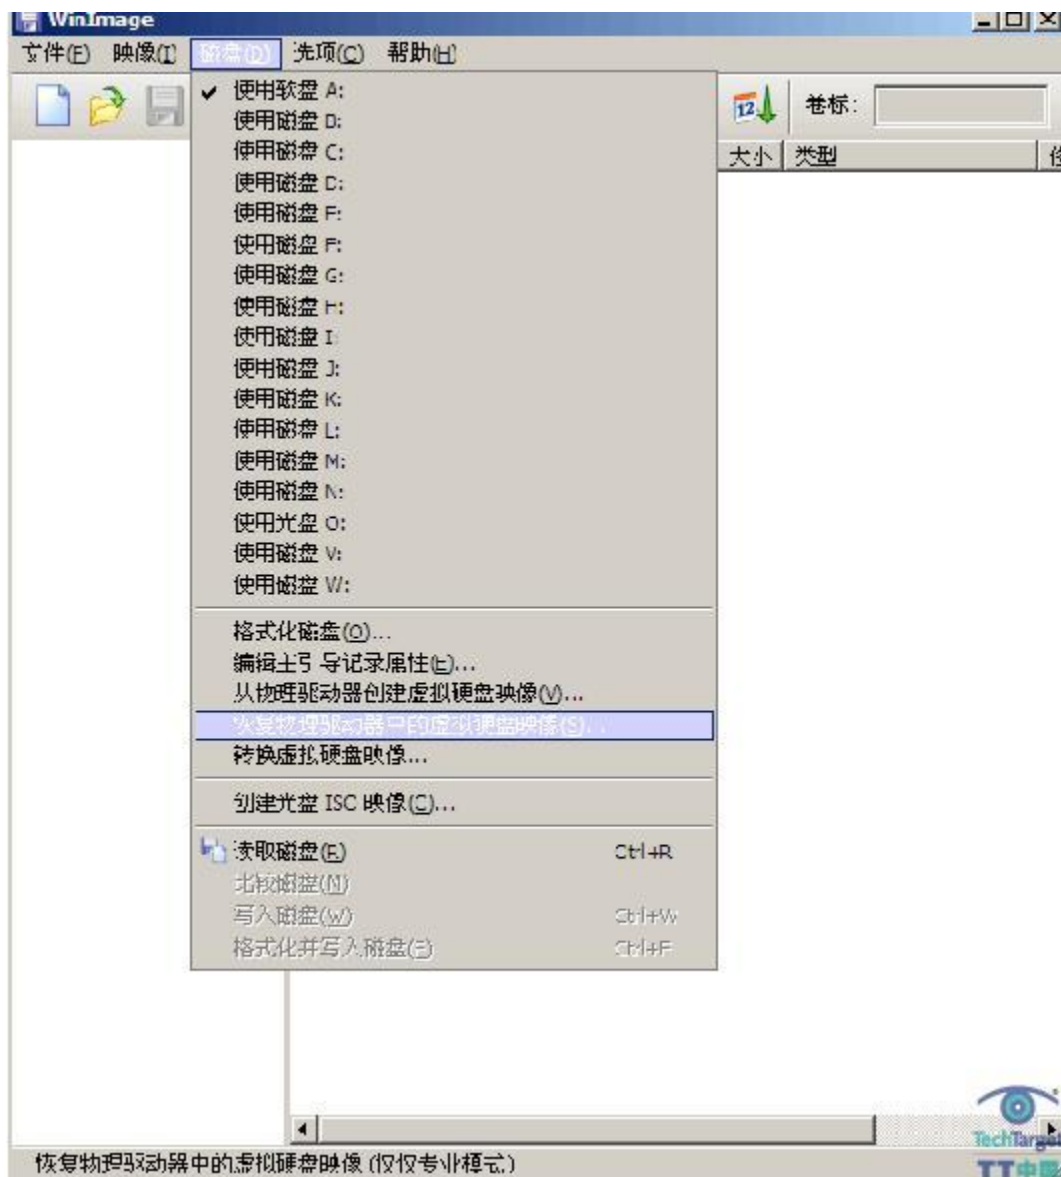 WinImage
文件(F) 映像(I) 磁盘(D) 选项(C) 帮助(H)
使用软盘 A:
卷标:
使用磁盘 D:
使用磁盘 C:
大小 类型
使用磁盘 C:
使用磁盘 F:
使用磁盘 F:
使用磁盘 G:
使用磁盘 H:
使用磁盘 I:
使用磁盘 J:
使用磁盘 K:
使用磁盘 L:
使用磁盘 M:
使用磁盘 N:
使用光盘 O:
使用磁盘 V:
使用磁盘 W:
格式化磁盘(O)...
编辑主引导记录属性(E)...
从物理驱动器创建虚拟硬盘映像(V)...
恢复物理驱动器中的虚拟硬盘映像(S)...
转换虚拟硬盘映像...
创建光盘 ISO 映像(C)...
读取磁盘(R) Ctrl+R
比较磁盘(N)
写入磁盘(W) Ctrl+W
格式化并写入磁盘(F) Ctrl+F
TechTarget
TT中国
恢复物理驱动器中的虚拟硬盘映像 (仅仅专业模式)